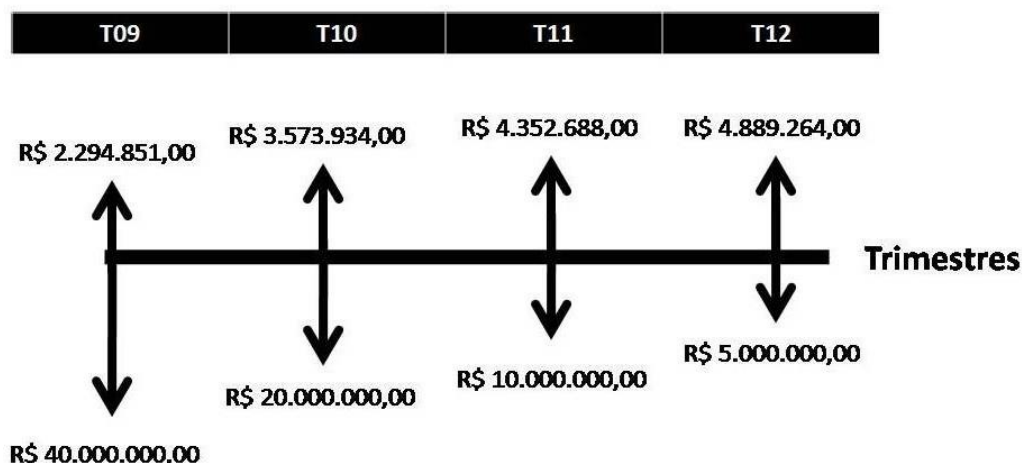 T09 T10 T11 T12
R$ 2.294.851,00 R$ 3.573.934,00 R$ 4.352.688,00 R$ 4.889.264,00
Trimestres
R$ 40.000.000,00 R$ 20.000.000,00 R$ 10.000.000,00 R$ 5.000.000,00